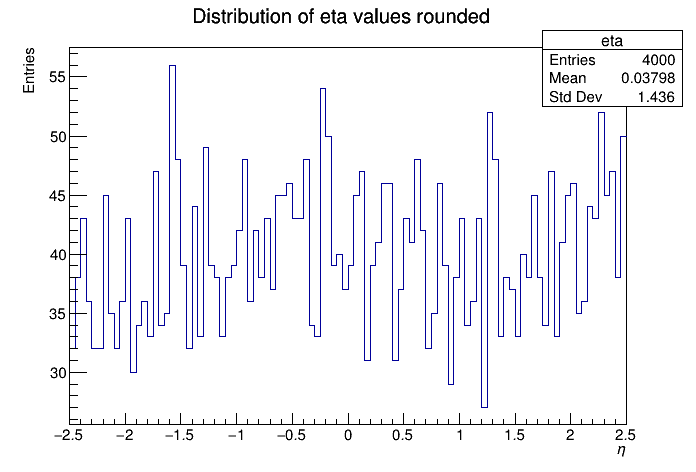 Distribution of eta values rounded
eta
Entries 4000
Mean 0.03798
Std Dev 1.436
Entries
55
50
45
40
35
30
−2.5 −2 −1.5 −1 −0.5 0 0.5 1 1.5 2 2.5
η